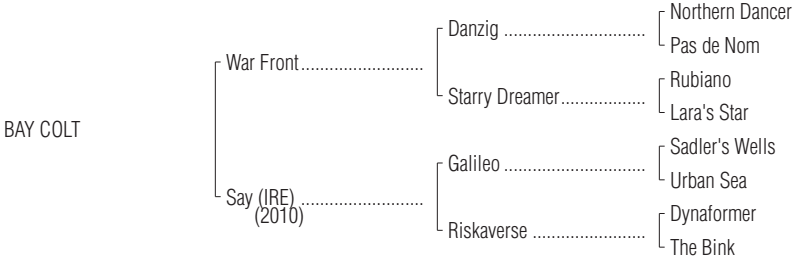 Northern Dancer
Danzig ..............................
Pas de Nom
War Front..........................
Rubiano
Starry Dreamer..................
Lara's Star
BAY COLT
Sadler's Wells
Galileo ..............................
Urban Sea
Say (IRE) ..........................
(2010)
Dynaformer
Riskaverse ........................
The Bink